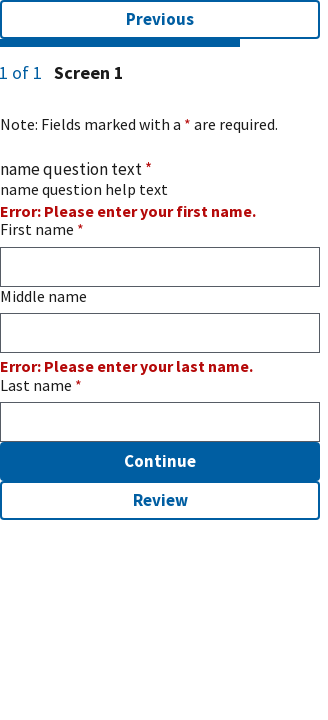 Previous
1 of 1 Screen 1
Note: Fields marked with a * are required.
name question text *
name question help text
Error: Please enter your first name.
First name *
Middle name
Error: Please enter your last name.
Last name *
Continue
Review